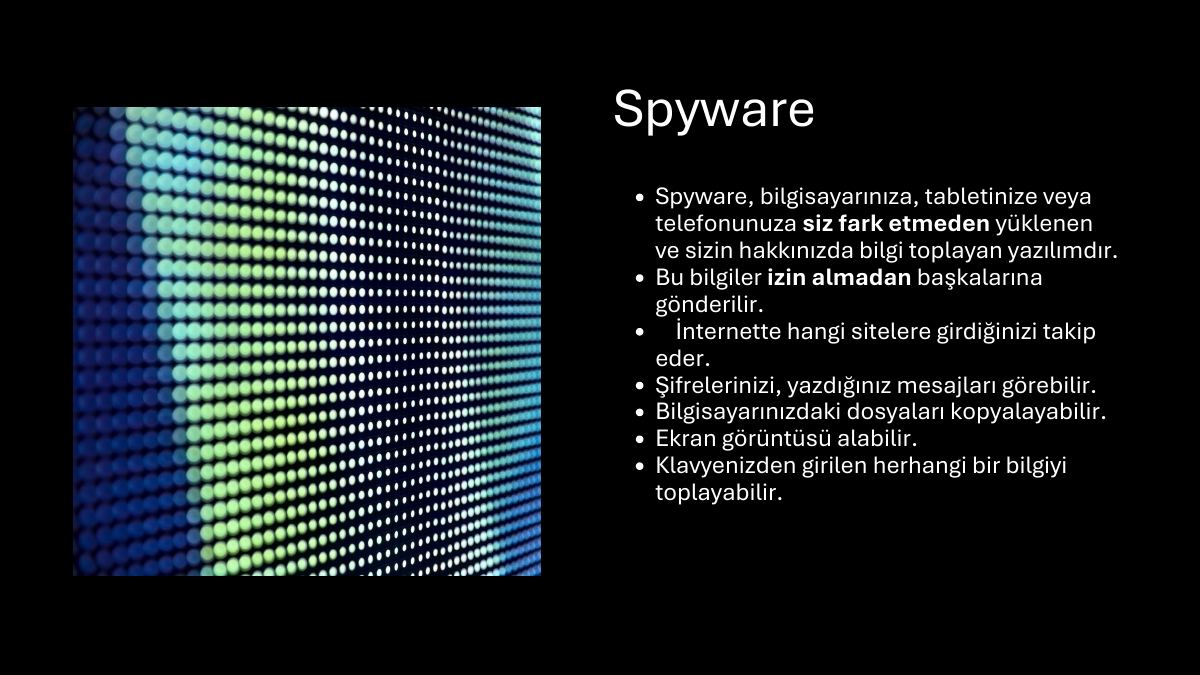 Spyware
• Spyware, bilgisayarınıza, tabletinize veya
telefonunuza siz fark etmeden yüklenen
ve sizin hakkınızda bilgi toplayan yazılımdır.
• Bu bilgiler izin almadan başkalarına
gönderilir.
• İnternette hangi sitelere girdiğinizi takip
eder.
• Şifrelerinizi, yazdığınız mesajları görebilir.
• Bilgisayarınızdaki dosyaları kopyalayabilir.
• Ekran görüntüsü alabilir.
• Klavyenizden girilen herhangi bir bilgiyi
toplayabilir.